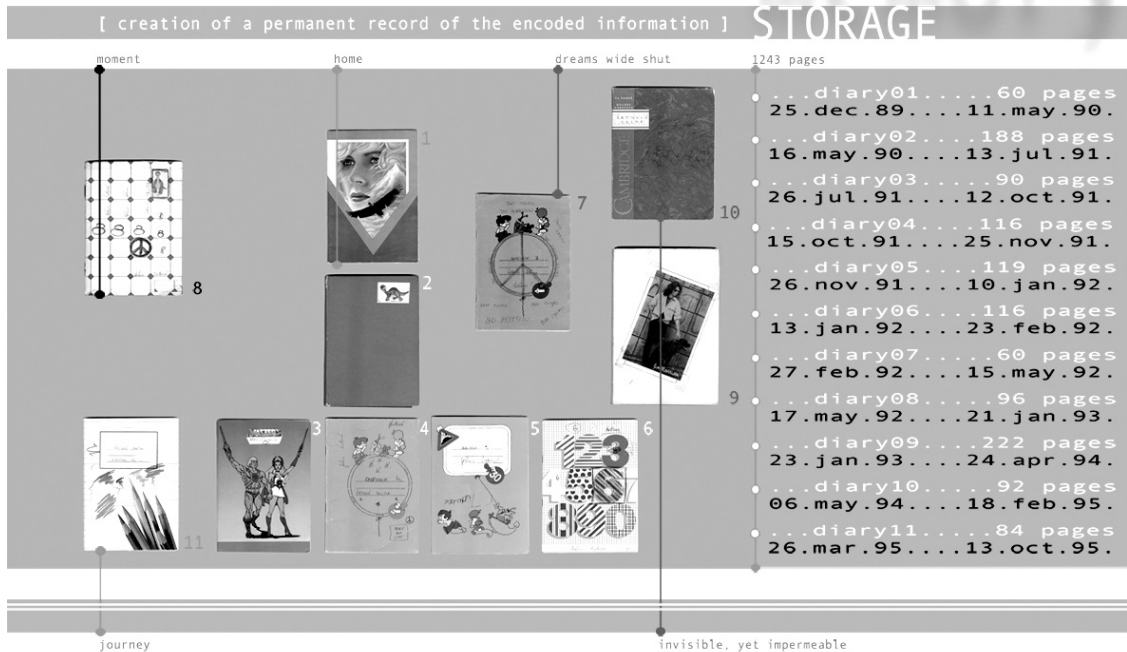 [ creation of a permanent record of the encoded information ] STORAGE
moment
home
dreams wide shut
1243 pages
1
2
3
4
5
6
7
8
9
10
11
CAMBRIDGE
123
...diary01.....60 pages
25.dec.89....11.may.90.
...diary02.....188 pages
16.may.90....13.jul.91.
...diary03.....90 pages
26.jul.91....12.oct.91.
...diary04.....116 pages
15.oct.91....25.nov.91.
...diary05.....119 pages
26.nov.91....10.jan.92.
...diary06.....116 pages
13.jan.92....23.feb.92.
...diary07.....60 pages
27.feb.92....15.may.92.
...diary08.....96 pages
17.may.92....21.jan.93.
...diary09.....222 pages
23.jan.93....24.apr.94.
...diary10.....92 pages
06.may.94....18.feb.95.
...diary11.....84 pages
26.mar.95....13.oct.95.
journey
invisible, yet impermeable